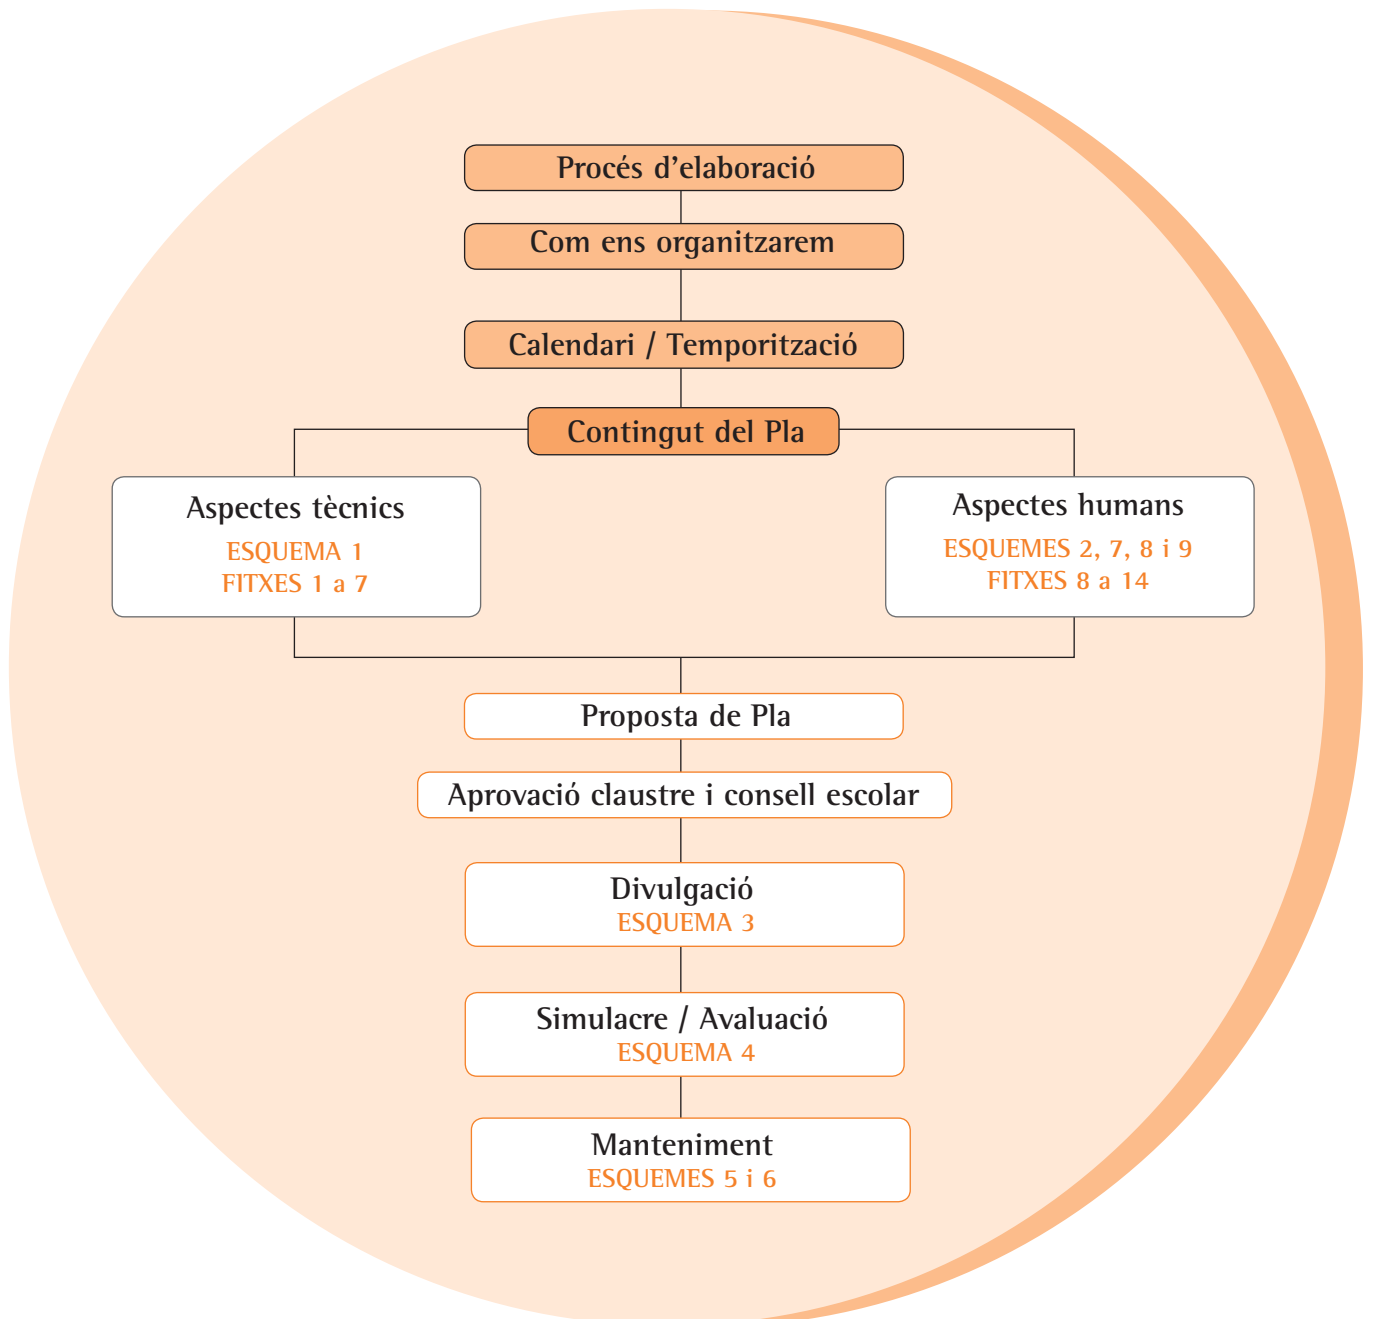 Procés d’elaboració
Com ens organitzarem
Calendari / Temporització
Contingut del Pla
Aspectes tècnics
ESQUEMA 1
FITXES 1 a 7
Aspectes humans
ESQUEMES 2, 7, 8 i 9
FITXES 8 a 14
Proposta de Pla
Aprovació claustre i consell escolar
Divulgació
ESQUEMA 3
Simulacre / Avaluació
ESQUEMA 4
Manteniment
ESQUEMES 5 i 6